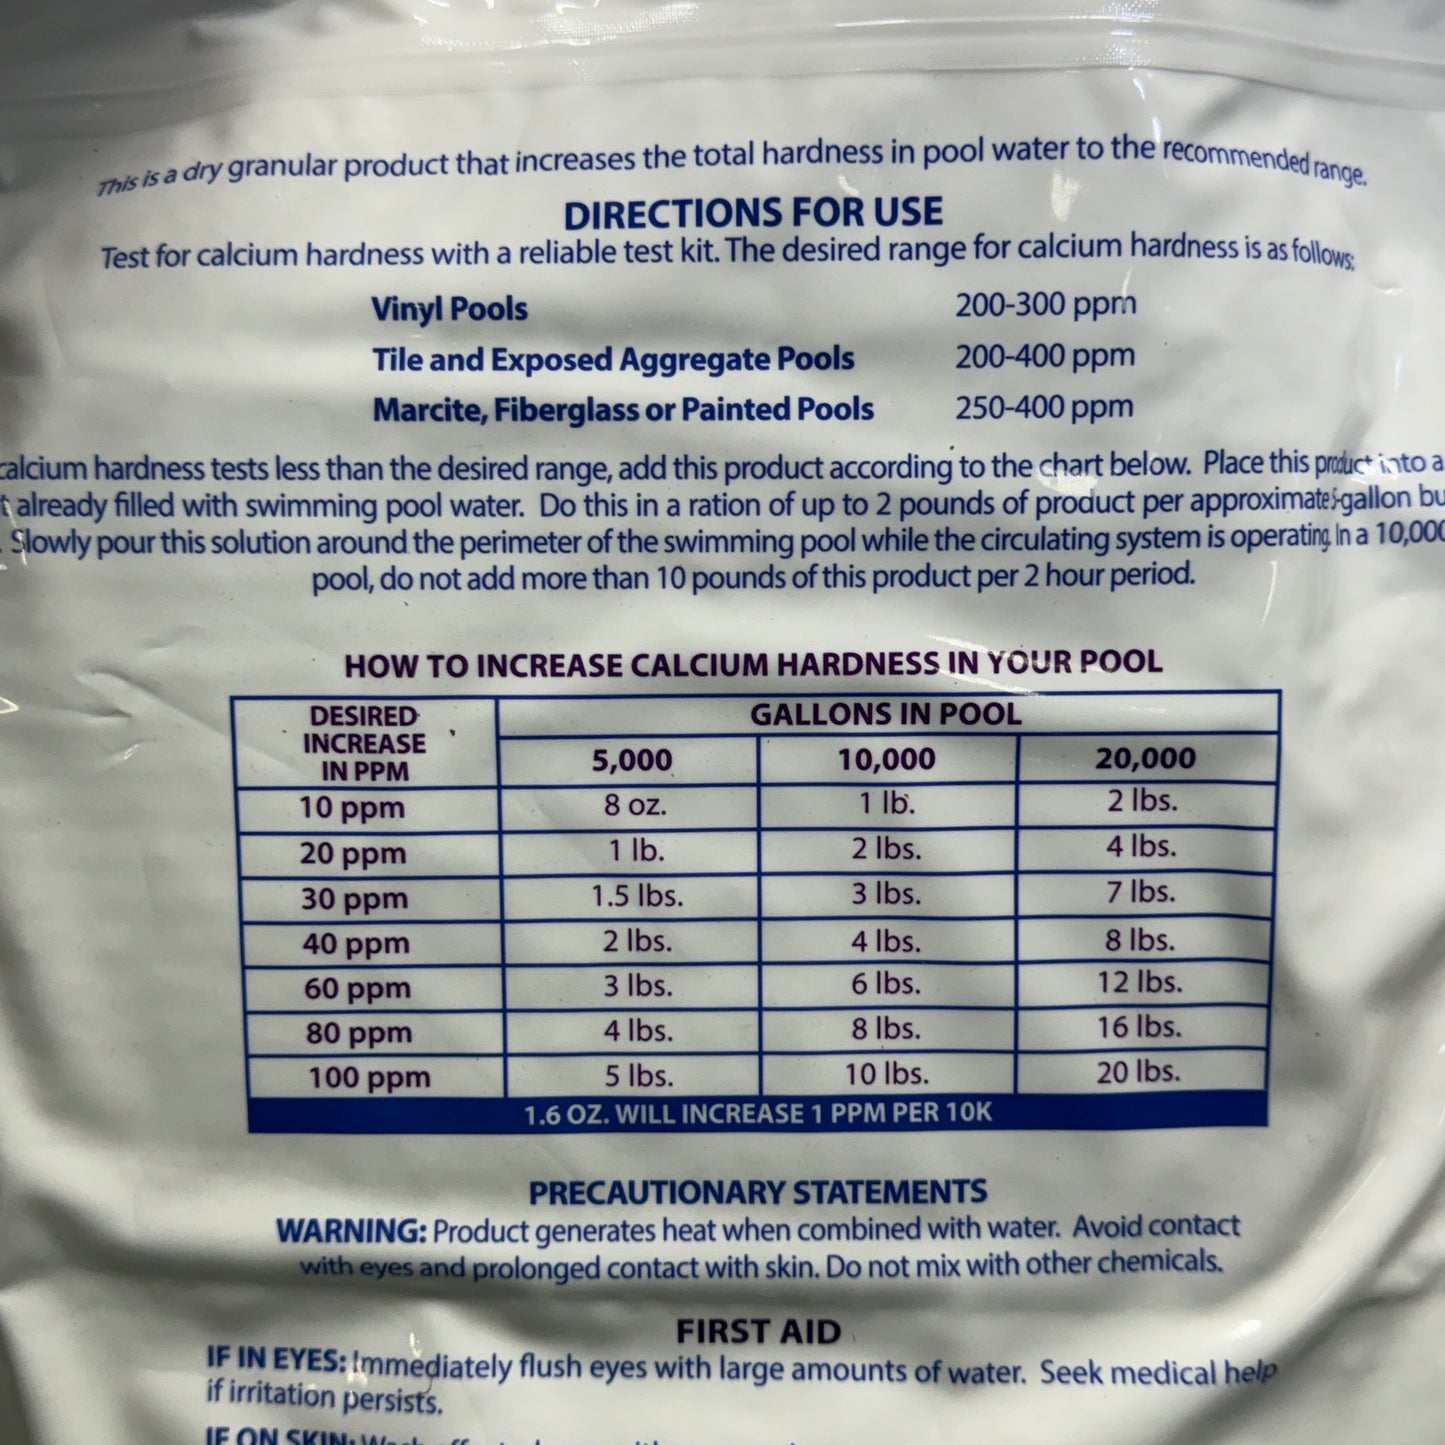 This is a dry granular product that increases the total hardness in pool water to the recommended range.
DIRECTIONS FOR USE
Test for calcium hardness with a reliable test kit. The desired range for calcium hardness is as follows:
Vinyl Pools 200-300 ppm
Tile and Exposed Aggregate Pools 200-400 ppm
Marcite, Fiberglass or Painted Pools 250-400 ppm
calcium hardness tests less than the desired range, add this product according to the chart below. Place this product into a
already filled with swimming pool water. Do this in a ration of up to 2 pounds of product per approximate 5-gallon bu
. Slowly pour this solution around the perimeter of the swimming pool while the circulating system is operating. In a 10,000
pool, do not add more than 10 pounds of this product per 2 hour period.
HOW TO INCREASE CALCIUM HARDNESS IN YOUR POOL
DESIRED
INCREASE
IN PPM
GALLONS IN POOL
5,000 10,000 20,000
10 ppm 8 oz. 1 lb. 2 lbs.
20 ppm 1 lb. 2 lbs. 4 lbs.
30 ppm 1.5 lbs. 3 lbs. 7 lbs.
40 ppm 2 lbs. 4 lbs. 8 lbs.
60 ppm 3 lbs. 6 lbs. 12 lbs.
80 ppm 4 lbs. 8 lbs. 16 lbs.
100 ppm 5 lbs. 10 lbs. 20 lbs.
1.6 OZ. WILL INCREASE 1 PPM PER 10K
PRECAUTIONARY STATEMENTS
WARNING: Product generates heat when combined with water. Avoid contact
with eyes and prolonged contact with skin. Do not mix with other chemicals.
FIRST AID
IF IN EYES: Immediately flush eyes with large amounts of water. Seek medical help
if irritation persists.
IF ON SKIN: